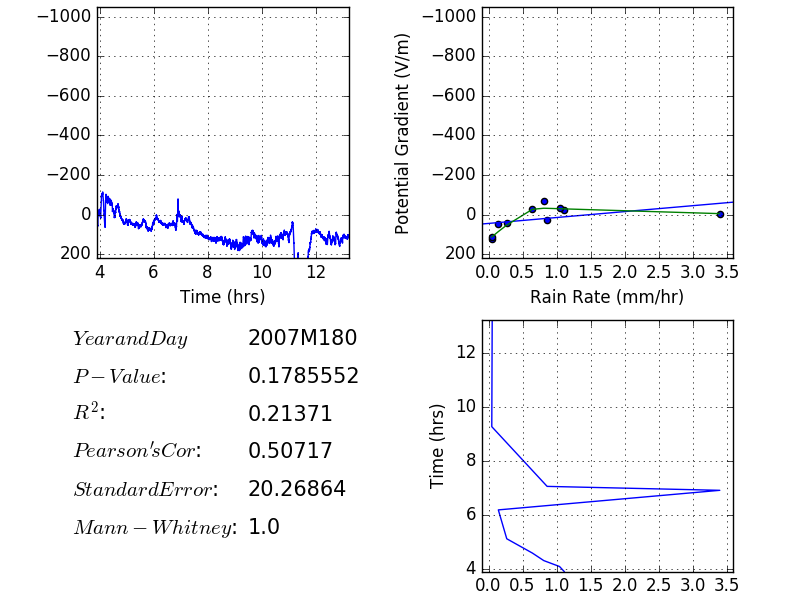 −1000
−800
−600
−400
−200
0
200
4
6
8
10
12
Time (hrs)
Potential Gradient (V/m)
−1000
−800
−600
−400
−200
0
200
0.0 0.5 1.0 1.5 2.0 2.5 3.0 3.5
Rain Rate (mm/hr)
YearandDay 2007M180
P−Value: 0.1785552
R²: 0.21371
Pearson'sCor: 0.50717
StandardError: 20.26864
Mann−Whitney: 1.0
Time (hrs)
12
10
8
6
4
0.0 0.5 1.0 1.5 2.0 2.5 3.0 3.5